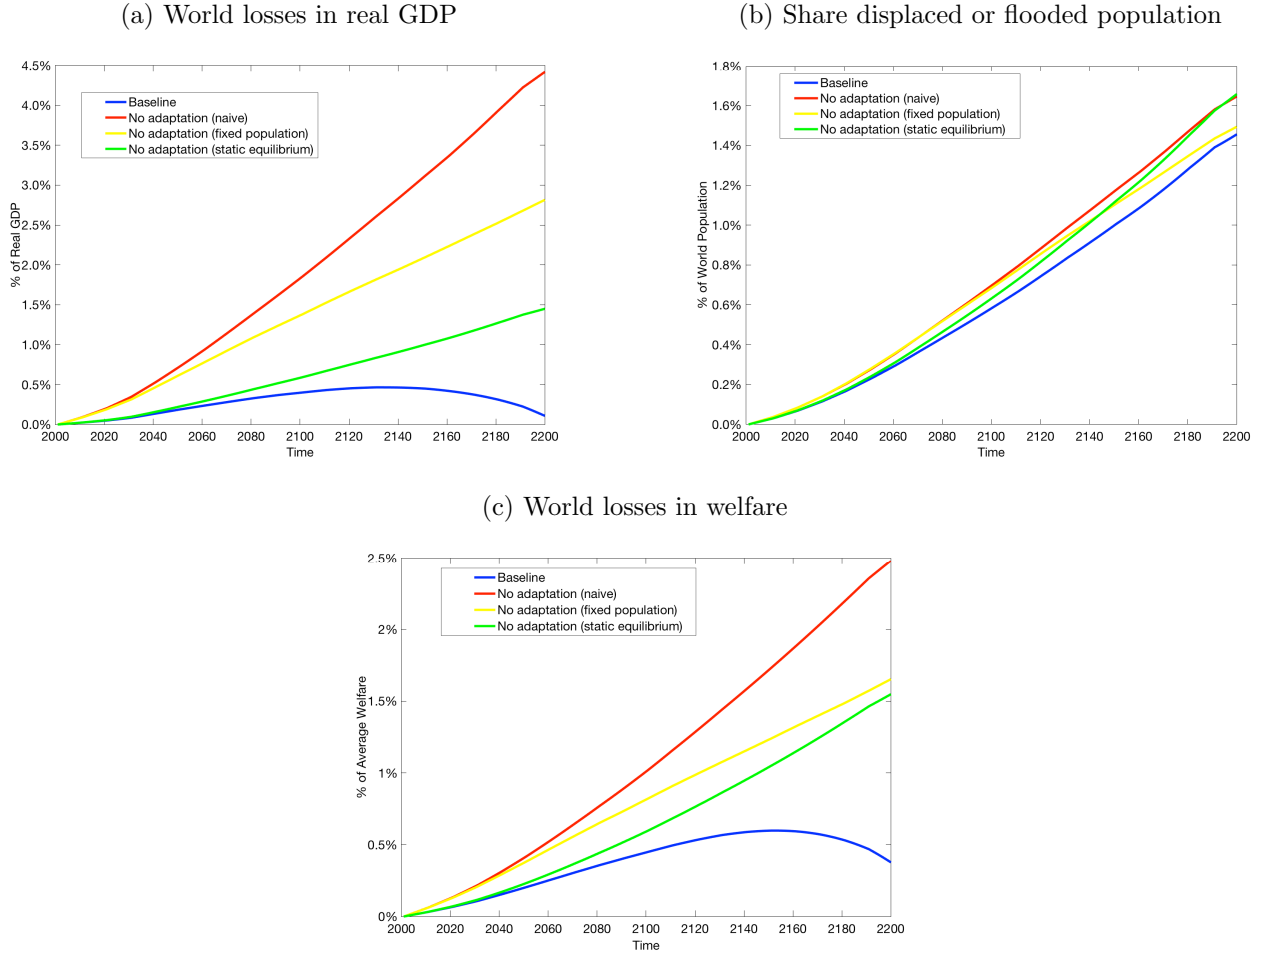 (a) World losses in real GDP
4.5%
4.0%
3.5%
3.0%
2.5%
2.0%
1.5%
1.0%
0.5%
0.0%
% of Real GDP
Baseline
No adaptation (naive)
No adaptation (fixed population)
No adaptation (static equilibrium)
2000 2020 2040 2060 2080 2100 2120 2140 2160 2180 2200
Time
(b) Share displaced or flooded population
1.8%
1.6%
1.4%
1.2%
1.0%
0.8%
0.6%
0.4%
0.2%
0.0%
% of World Population
Baseline
No adaptation (naive)
No adaptation (fixed population)
No adaptation (static equilibrium)
2000 2020 2040 2060 2080 2100 2120 2140 2160 2180 2200
Time
(c) World losses in welfare
2.5%
2%
1.5%
1%
0.5%
0%
% of Average Welfare
Baseline
No adaptation (naive)
No adaptation (fixed population)
No adaptation (static equilibrium)
2000 2020 2040 2060 2080 2100 2120 2140 2160 2180 2200
Time